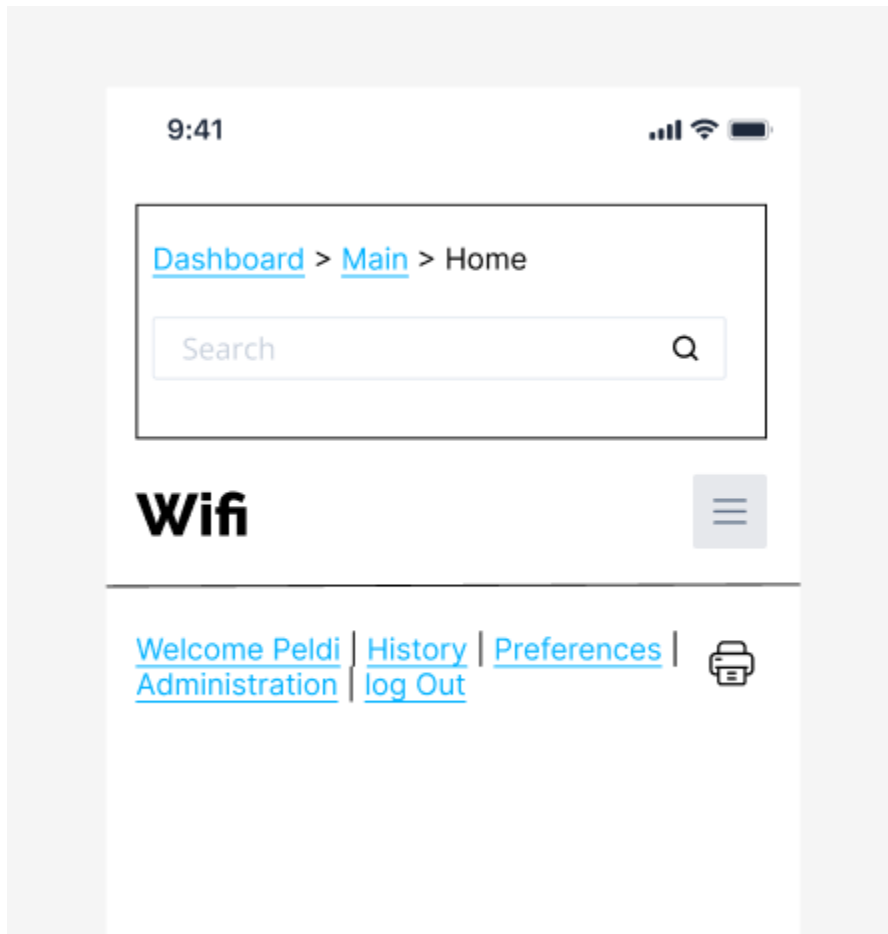 9:41
Dashboard > Main > Home
Search
Wifi
Welcome Peldi | History | Preferences |
Administration | log Out